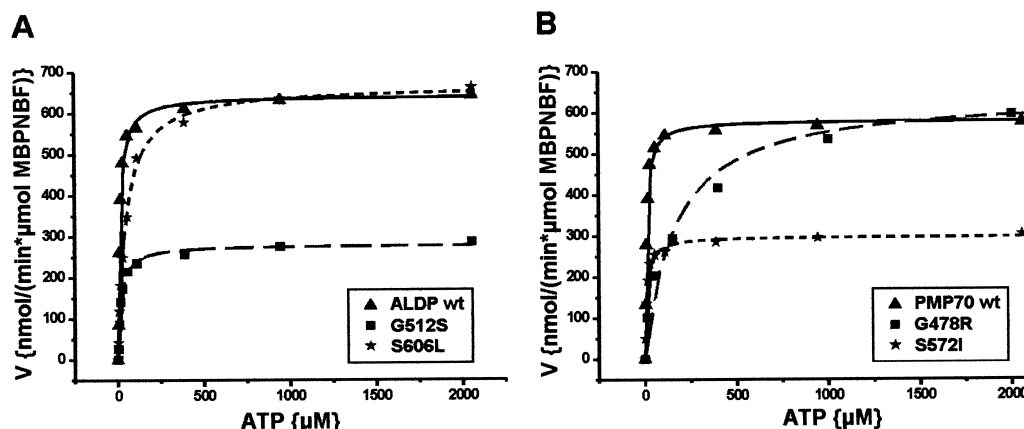 A
V {nmol/(min*µmol MBPNBF)}
700
600
500
400
300
200
100
0
0
500
1000
1500
2000
ATP {µM}
ALDP wt
G512S
S606L
B
V {nmol/(min*µmol MBPNBF)}
700
600
500
400
300
200
100
0
0
500
1000
1500
2000
ATP {µM}
PMP70 wt
G478R
S572I